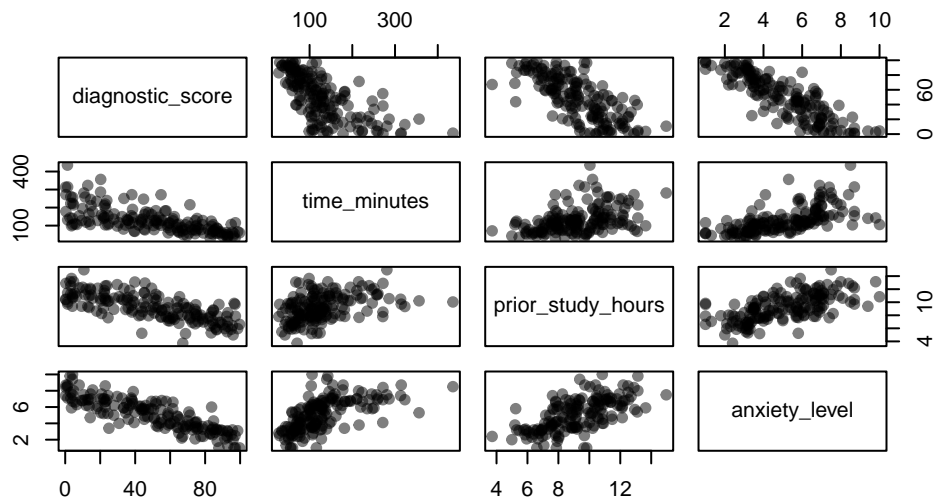 100 300
2 4 6 8 10
diagnostic_score
0 60
100 400
time_minutes
prior_study_hours
4 10
2 6
anxiety_level
0 40 80
4 6 8 12